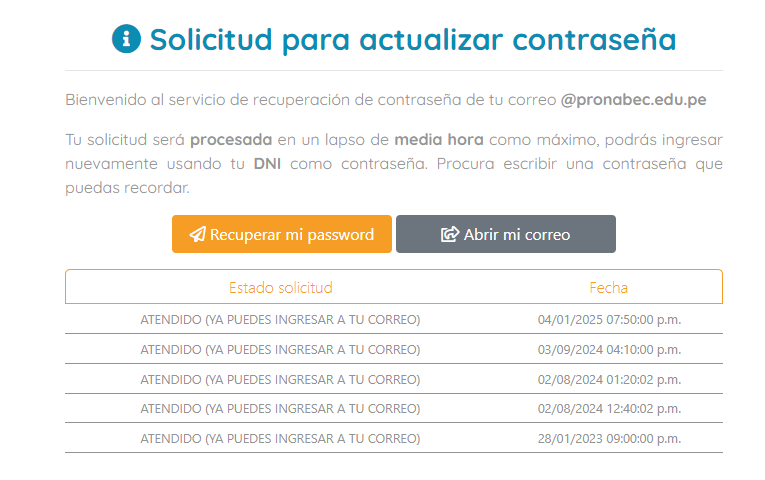 Solicitud para actualizar contraseña
Bienvenido al servicio de recuperación de contraseña de tu correo @pronabec.edu.pe
Tu solicitud será procesada en un lapso de media hora como máximo, podrás ingresar
nuevamente usando tu DNI como contraseña. Procura escribir una contraseña que
puedas recordar.
Recuperar mi password Abrir mi correo
Estado solicitud Fecha
ATENDIDO (YA PUEDES INGRESAR A TU CORREO) 04/01/2025 07:50:00 p.m.
ATENDIDO (YA PUEDES INGRESAR A TU CORREO) 03/09/2024 04:10:00 p.m.
ATENDIDO (YA PUEDES INGRESAR A TU CORREO) 02/08/2024 01:20:02 p.m.
ATENDIDO (YA PUEDES INGRESAR A TU CORREO) 02/08/2024 12:40:02 p.m.
ATENDIDO (YA PUEDES INGRESAR A TU CORREO) 28/01/2023 09:00:00 p.m.